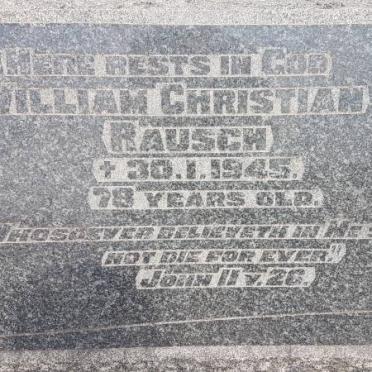 Here rests in God
William Christian
Rausch
+ 30.1.1945.
78 years old.
"Whosoever believeth in Me s
not die for ever."
John 11 v 26.